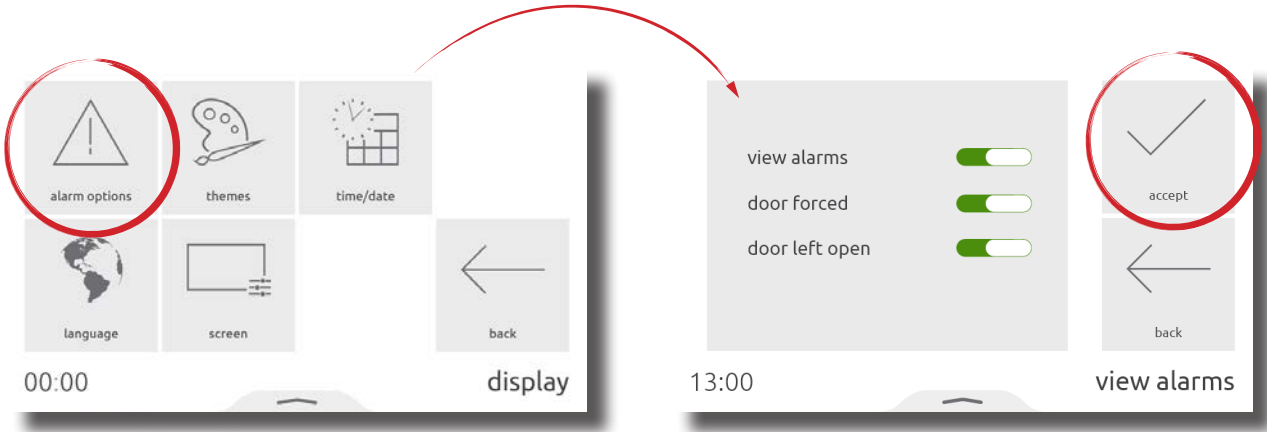 alarm options
themes
time/date
language
screen
back
00:00
display
view alarms
door forced
door left open
accept
back
13:00
view alarms